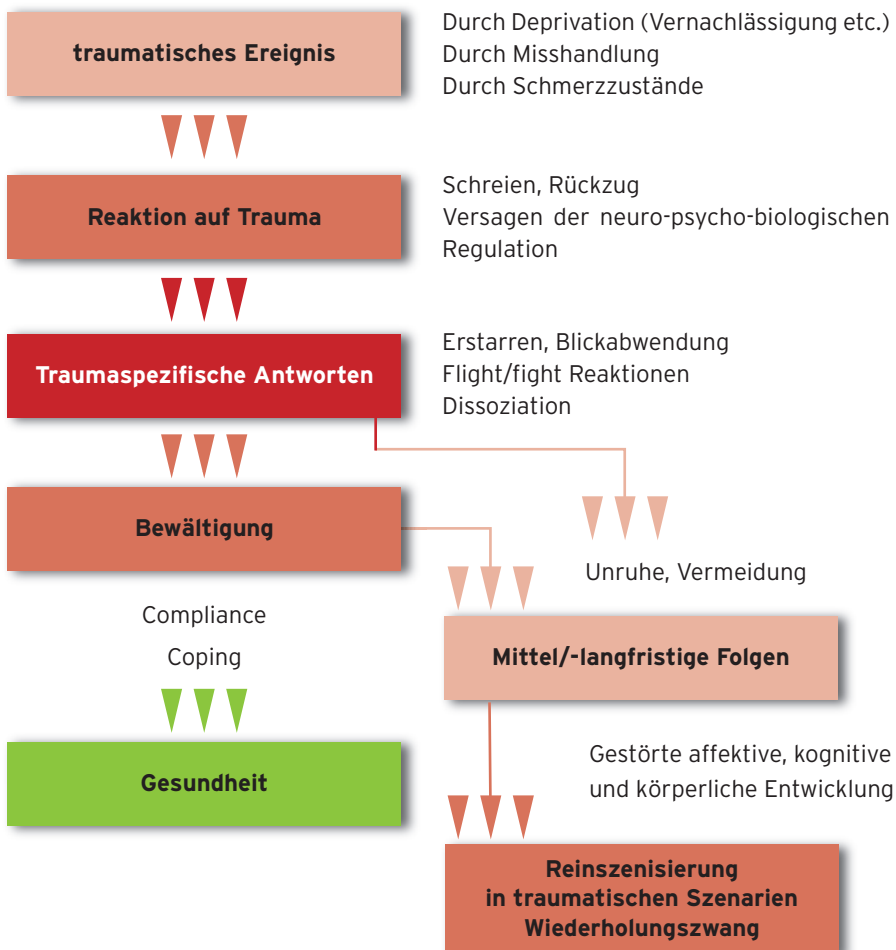 traumatisches Ereignis
Durch Deprivation (Vernachlässigung etc.)
Durch Misshandlung
Durch Schmerzzustände
Reaktion auf Trauma
Schreien, Rückzug
Versagen der neuro-psycho-biologischen
Regulation
Traumaspezifische Antworten
Erstarren, Blickabwendung
Flight/fight Reaktionen
Dissoziation
Bewältigung
Unruhe, Vermeidung
Compliance
Coping
Mittel/-langfristige Folgen
Gesundheit
Gestörte affektive, kognitive
und körperliche Entwicklung
Reinszenisierung
in traumatischen Szenarien
Wiederholungszwang